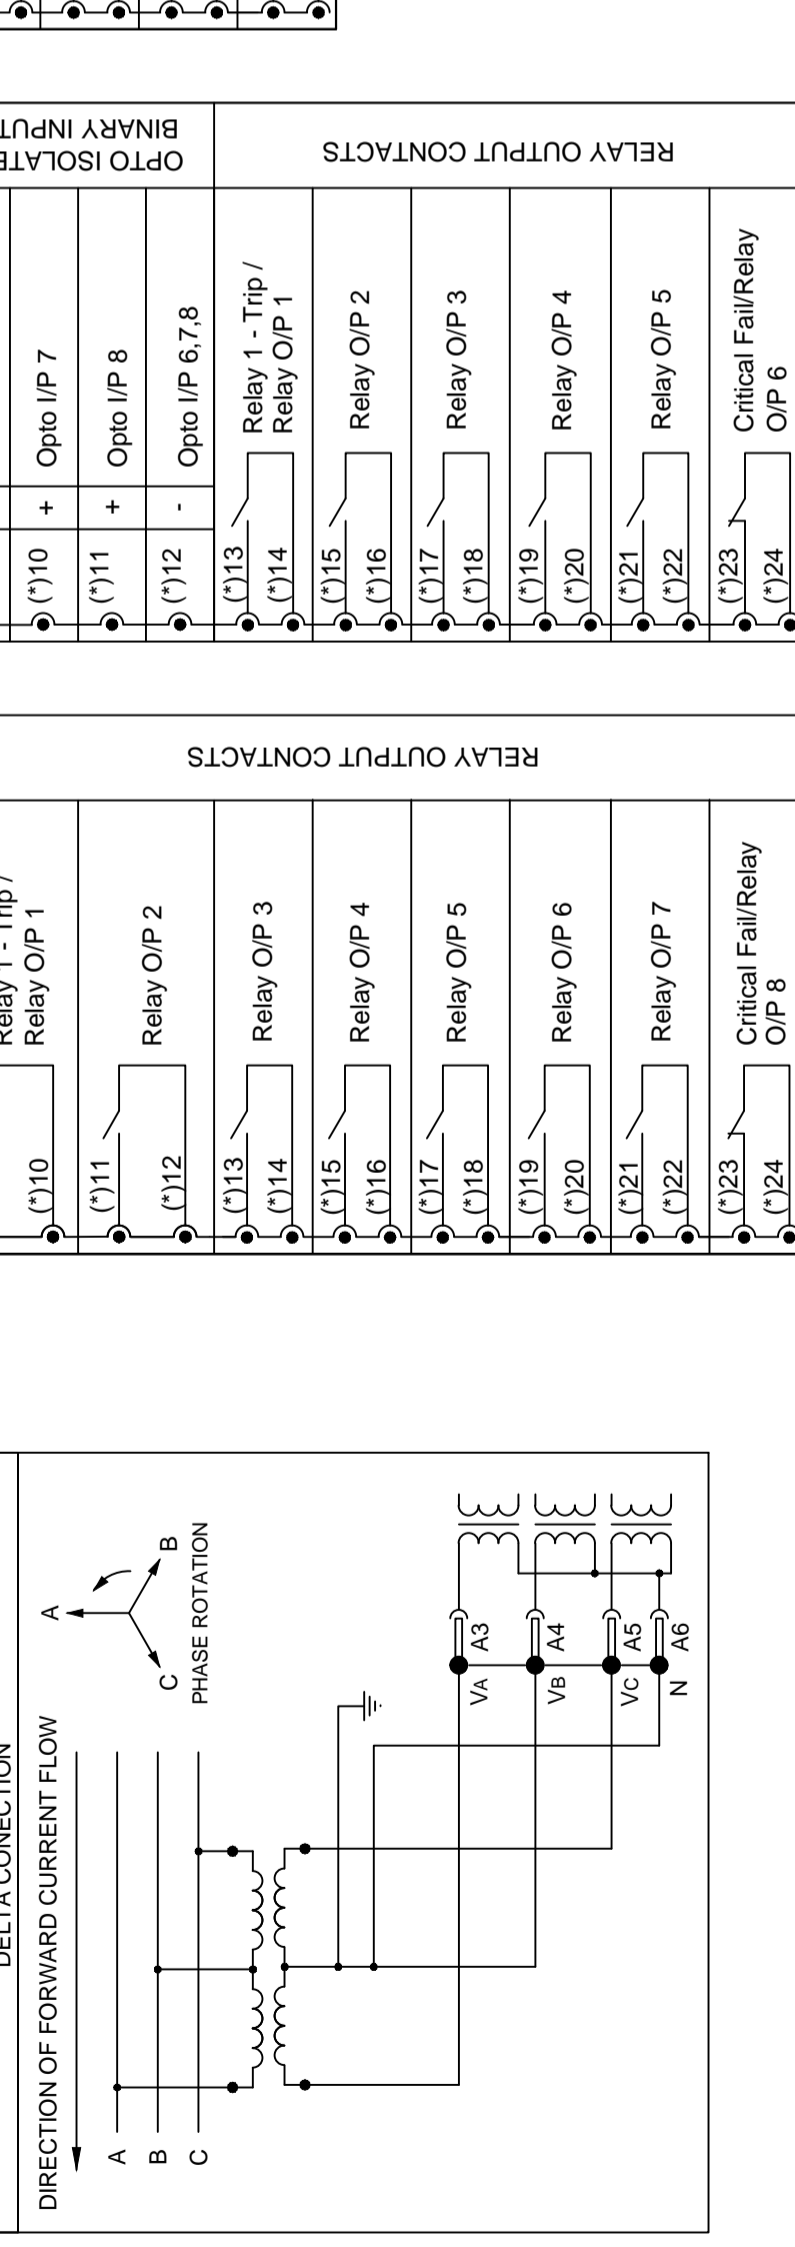 OPTO ISOLATE
BINARY INPUT
(*)10 + Opto I/P 7
(*)11 + Opto I/P 8
(*)12 - Opto I/P 6,7,8
RELAY OUTPUT CONTACTS
(*)13
(*)14
Relay 1 - Trip /
Relay O/P 1
(*)15
(*)16
Relay O/P 2
(*)17
(*)18
Relay O/P 3
(*)19
(*)20
Relay O/P 4
(*)21
(*)22
Relay O/P 5
(*)23
(*)24
Critical Fail/Relay
O/P 6
RELAY OUTPUT CONTACTS
Relay 1 - Trip /
Relay O/P 1
(*)10
(*)11
(*)12
Relay O/P 2
(*)13
(*)14
Relay O/P 3
(*)15
(*)16
Relay O/P 4
(*)17
(*)18
Relay O/P 5
(*)19
(*)20
Relay O/P 6
(*)21
(*)22
Relay O/P 7
(*)23
(*)24
Critical Fail/Relay
O/P 8
DELTA CONECTION
DIRECTION OF FORWARD CURRENT FLOW
A
B
C
A
B
C
PHASE ROTATION
VA A3
VB A4
VC A5
N A6